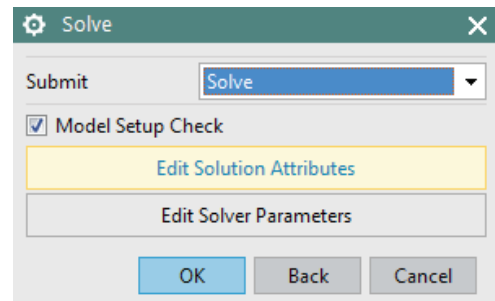 Solve
Submit Solve
Model Setup Check
Edit Solution Attributes
Edit Solver Parameters
OK Back Cancel